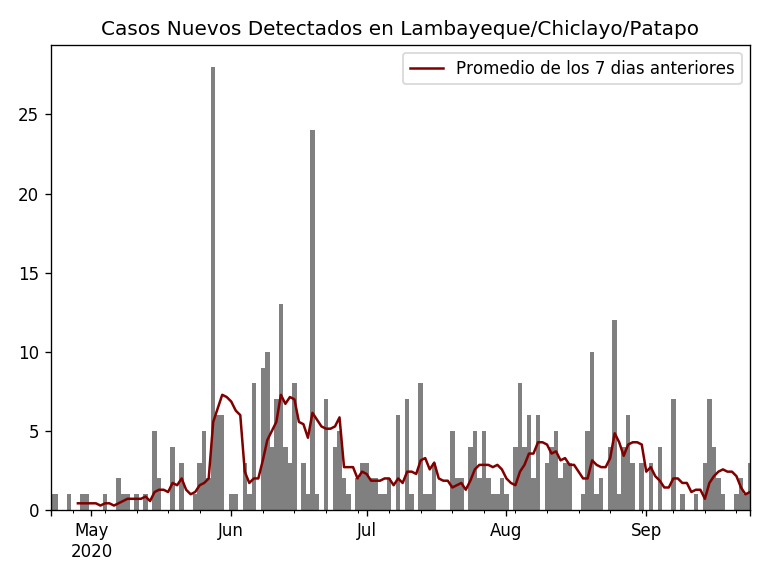 Casos Nuevos Detectados en Lambayeque/Chiclayo/Patapo
Promedio de los 7 dias anteriores
25
20
15
10
5
0
May Jun Jul Aug Sep
2020